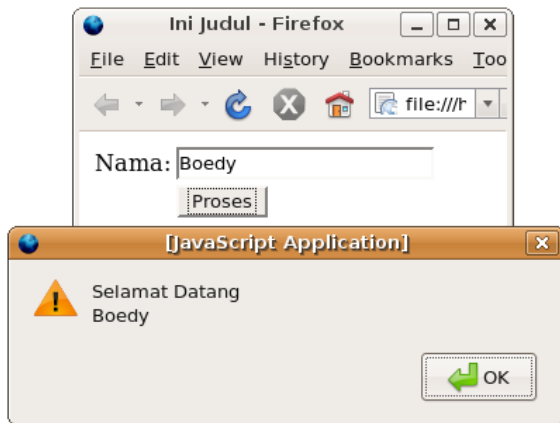 Ini Judul - Firefox
File Edit View History Bookmarks Too
file:///h
Nama: Boedy
Proses
[JavaScript Application]
Selamat Datang
Boedy
OK